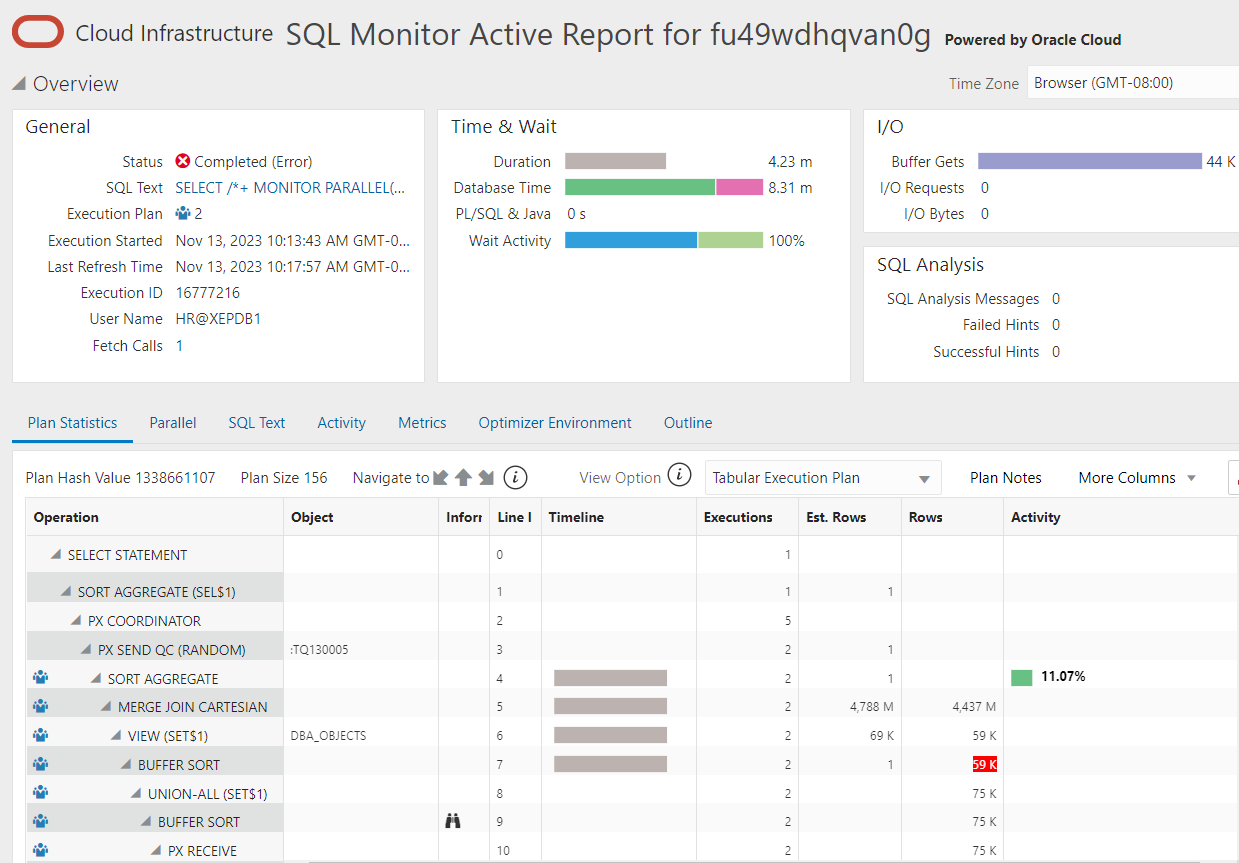 Cloud Infrastructure SQL Monitor Active Report for fu49wdhqvan0g Powered by Oracle Cloud
Overview
Time Zone Browser (GMT-08:00)
General
Status Completed (Error)
SQL Text SELECT /*+ MONITOR PARALLEL(...
Execution Plan 2
Execution Started Nov 13, 2023 10:13:43 AM GMT-0...
Last Refresh Time Nov 13, 2023 10:17:57 AM GMT-0...
Execution ID 16777216
User Name HR@XEPDB1
Fetch Calls 1
Time & Wait
Duration 4.23 m
Database Time 8.31 m
PL/SQL & Java 0 s
Wait Activity 100%
I/O
Buffer Gets 44 K
I/O Requests 0
I/O Bytes 0
SQL Analysis
SQL Analysis Messages 0
Failed Hints 0
Successful Hints 0
Plan Statistics Parallel SQL Text Activity Metrics Optimizer Environment Outline
Plan Hash Value 1338661107 Plan Size 156 Navigate to i View Option i Tabular Execution Plan Plan Notes More Columns
Operation Object Inforr Line I Timeline Executions Est. Rows Rows Activity
SELECT STATEMENT 0 1
SORT AGGREGATE (SEL$1) 1 1 1
PX COORDINATOR 2 5
PX SEND QC (RANDOM) :TQ130005 3 2 1
SORT AGGREGATE 4 2 1 11.07%
MERGE JOIN CARTESIAN 5 2 4,788 M 4,437 M
VIEW (SET$1) DBA_OBJECTS 6 2 69 K 59 K
BUFFER SORT 7 2 1 59 K
UNION-ALL (SET$1) 8 2 75 K
BUFFER SORT 9 2 75 K
PX RECEIVE 10 2 75 K